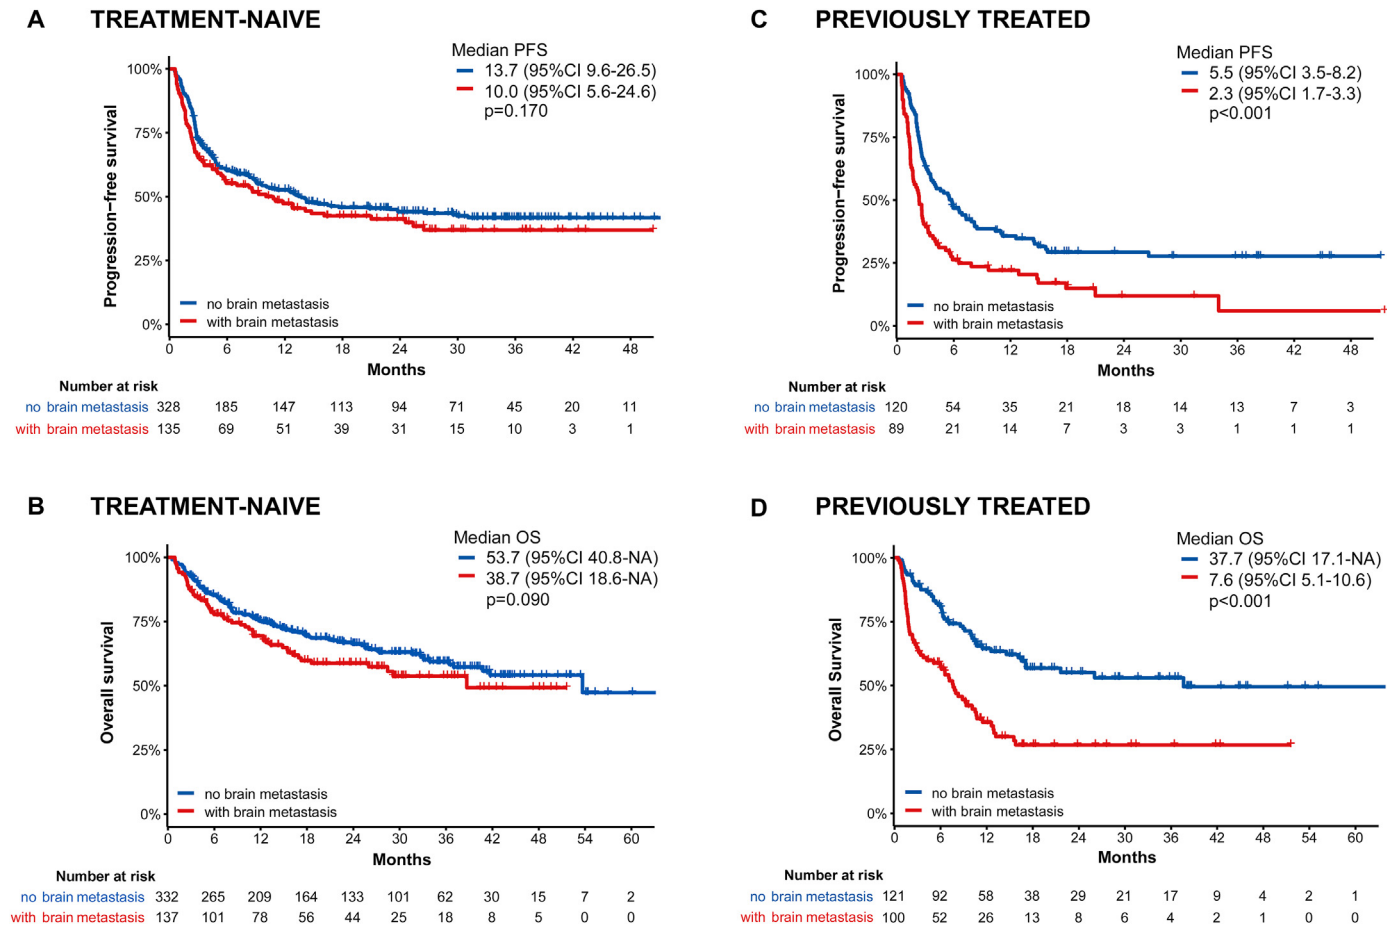 A TREATMENT-NAIVE
Median PFS
13.7 (95%CI 9.6-26.5)
10.0 (95%CI 5.6-24.6)
p=0.170
100%
75%
50%
25%
0%
Progression-free survival
no brain metastasis
with brain metastasis
0 6 12 18 24 30 36 42 48
Months
Number at risk
no brain metastasis 328 185 147 113 94 71 45 20 11
with brain metastasis 135 69 51 39 31 15 10 3 1
C PREVIOUSLY TREATED
Median PFS
5.5 (95%CI 3.5-8.2)
2.3 (95%CI 1.7-3.3)
p<0.001
100%
75%
50%
25%
0%
Progression-free survival
no brain metastasis
with brain metastasis
0 6 12 18 24 30 36 42 48
Months
Number at risk
no brain metastasis 120 54 35 21 18 14 13 7 3
with brain metastasis 89 21 14 7 3 3 1 1 1
B TREATMENT-NAIVE
Median OS
53.7 (95%CI 40.8-NA)
38.7 (95%CI 18.6-NA)
p=0.090
100%
75%
50%
25%
0%
Overall Survival
no brain metastasis
with brain metastasis
0 6 12 18 24 30 36 42 48 54 60
Months
Number at risk
no brain metastasis 332 265 209 164 133 101 62 30 15 7 2
with brain metastasis 137 101 78 56 44 25 18 8 5 0 0
D PREVIOUSLY TREATED
Median OS
37.7 (95%CI 17.1-NA)
7.6 (95%CI 5.1-10.6)
p<0.001
100%
75%
50%
25%
0%
Overall Survival
no brain metastasis
with brain metastasis
0 6 12 18 24 30 36 42 48 54 60
Months
Number at risk
no brain metastasis 121 92 58 38 29 21 17 9 4 2 1
with brain metastasis 100 52 26 13 8 6 4 2 1 0 0